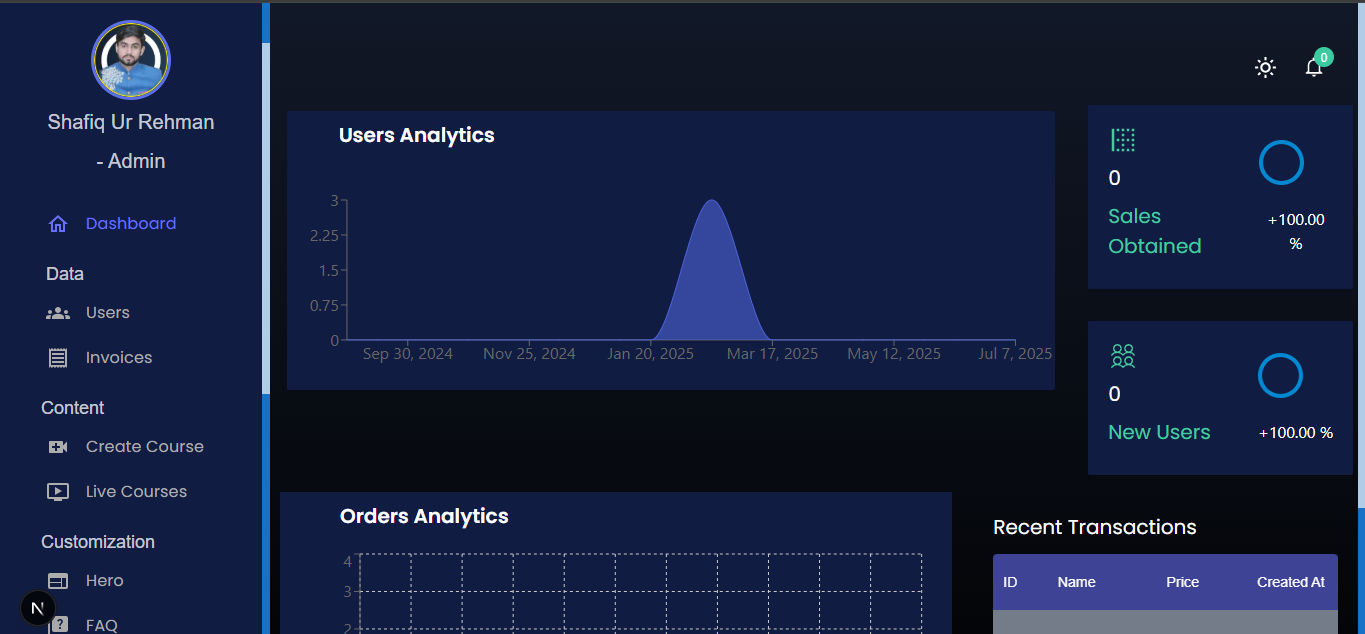 Shafiq Ur Rehman
- Admin
Dashboard
Data
Users
Invoices
Content
Create Course
Live Courses
Customization
Hero
N
FAQ
0
Users Analytics
3
2.25
1.5
0.75
0
Sep 30, 2024 Nov 25, 2024 Jan 20, 2025 Mar 17, 2025 May 12, 2025 Jul 7, 2025
0
Sales
Obtained
+100.00
%
0
New Users
+100.00 %
Orders Analytics
4
3
2
Recent Transactions
ID Name Price Created At